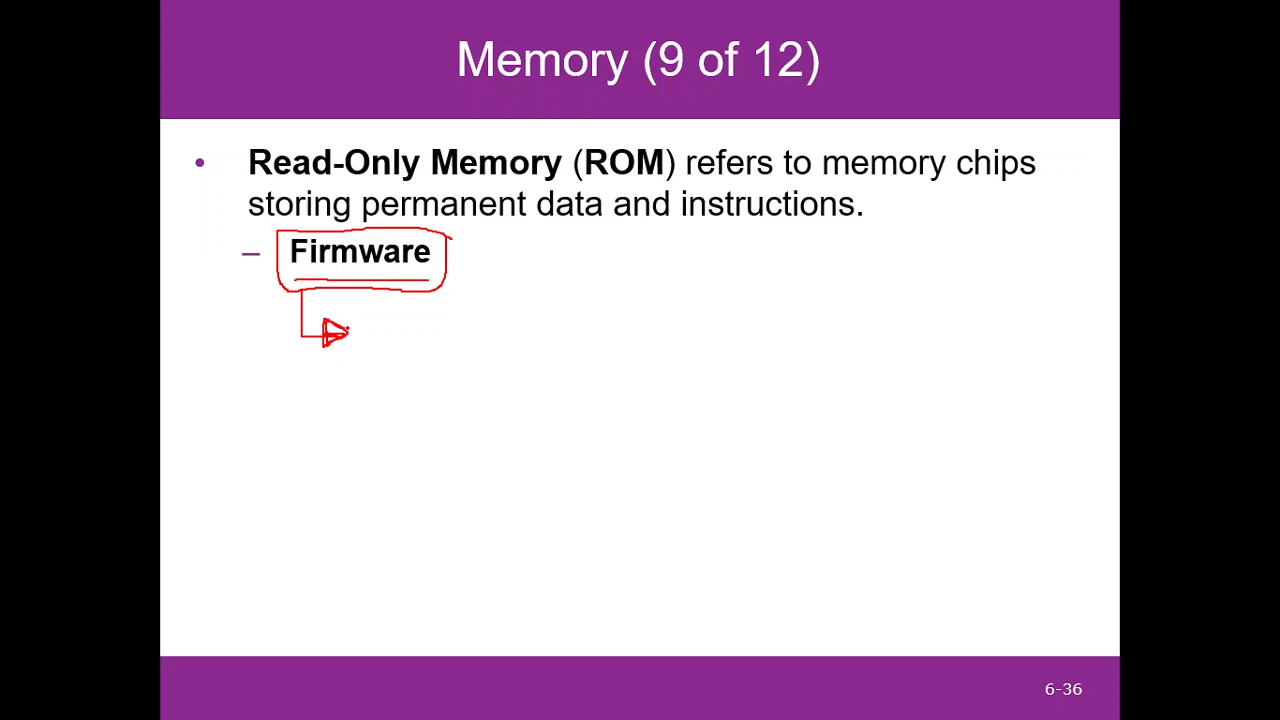 Memory (9 of 12)
• Read-Only Memory (ROM) refers to memory chips
storing permanent data and instructions.
– Firmware
6-36